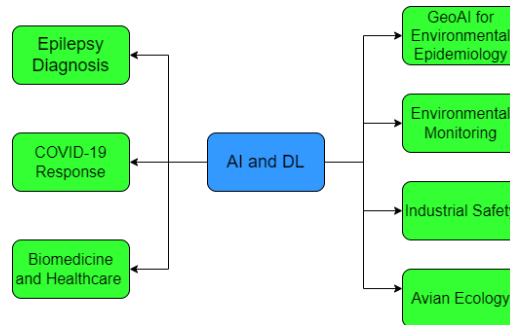 Epilepsy
Diagnosis
COVID-19
Response
Biomedicine
and Healthcare
AI and DL
GeoAI for
Environmental
Epidemiology
Environmental
Monitoring
Industrial Safety
Avian Ecology